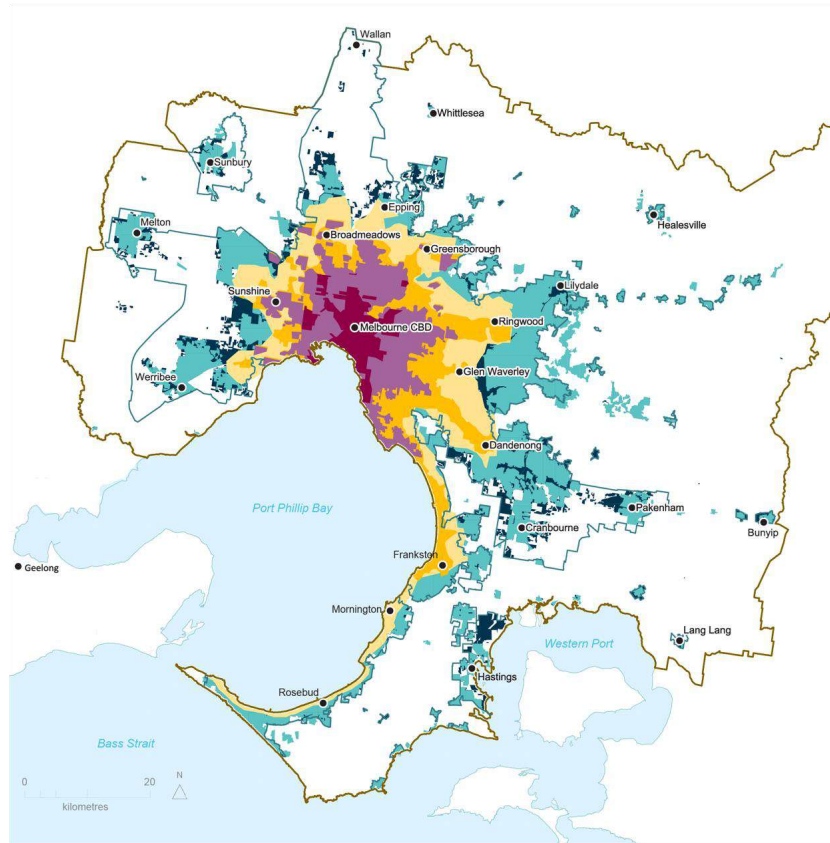 Wallan
Whittlesea
Sunbury
Healesville
Epping
Melton
Broadmeadows
Greensborough
Lilydale
Sunshine
Ringwood
Melbourne CBD
Glen Waverley
Werribee
Dandenong
Port Phillip Bay
Pakenham
Cranbourne
Bunyip
Geelong
Frankston
Mornington
Lang Lang
Western Port
Hastings
Rosebud
Bass Strait
0 20
N
kilometres